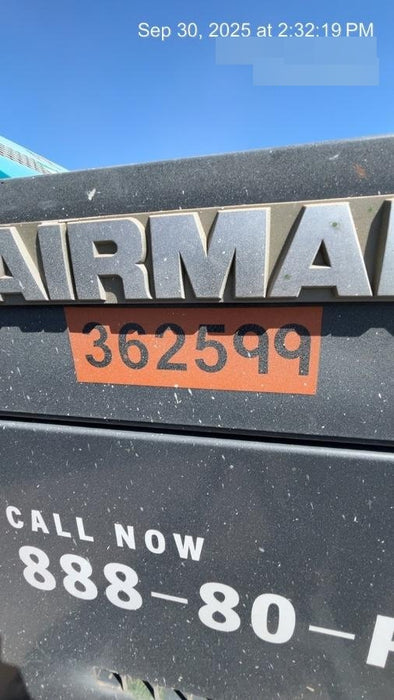 Sep 30, 2025 at 2:32:19 PM
AIRMA
362599
CALL NOW
888-80-